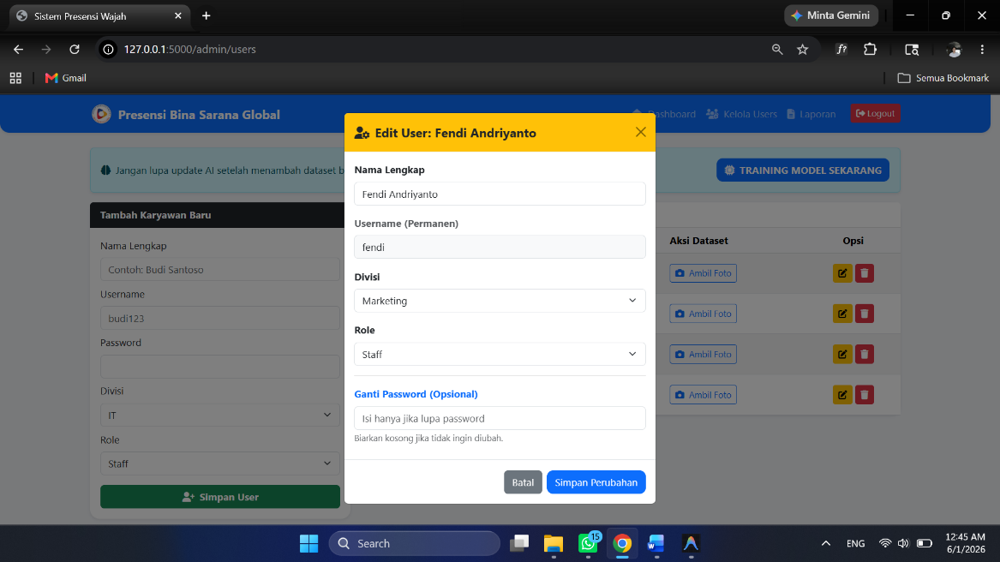 Sistem Presensi Wajah
Minta Gemini
127.0.0.1:5000/admin/users
Gmail
Semua Bookmark
Presensi Bina Sarana Global
Dashboard
Kelola Users
Laporan
Logout
Jangan lupa update AI setelah menambah dataset b
TRAINING MODEL SEKARANG
Tambah Karyawan Baru
Nama Lengkap
Contoh: Budi Santoso
Username
budi123
Password
Divisi
IT
Role
Staff
Simpan User
Edit User: Fendi Andriyanto
Nama Lengkap
Fendi Andriyanto
Username (Permanen)
fendi
Divisi
Marketing
Role
Staff
Ganti Password (Opsional)
Isi hanya jika lupa password
Biarkan kosong jika tidak ingin diubah.
Batal
Simpan Perubahan
Aksi Dataset
Opsi
Ambil Foto
Ambil Foto
Ambil Foto
Ambil Foto
Search
15
ENG
12:45 AM
6/1/2026